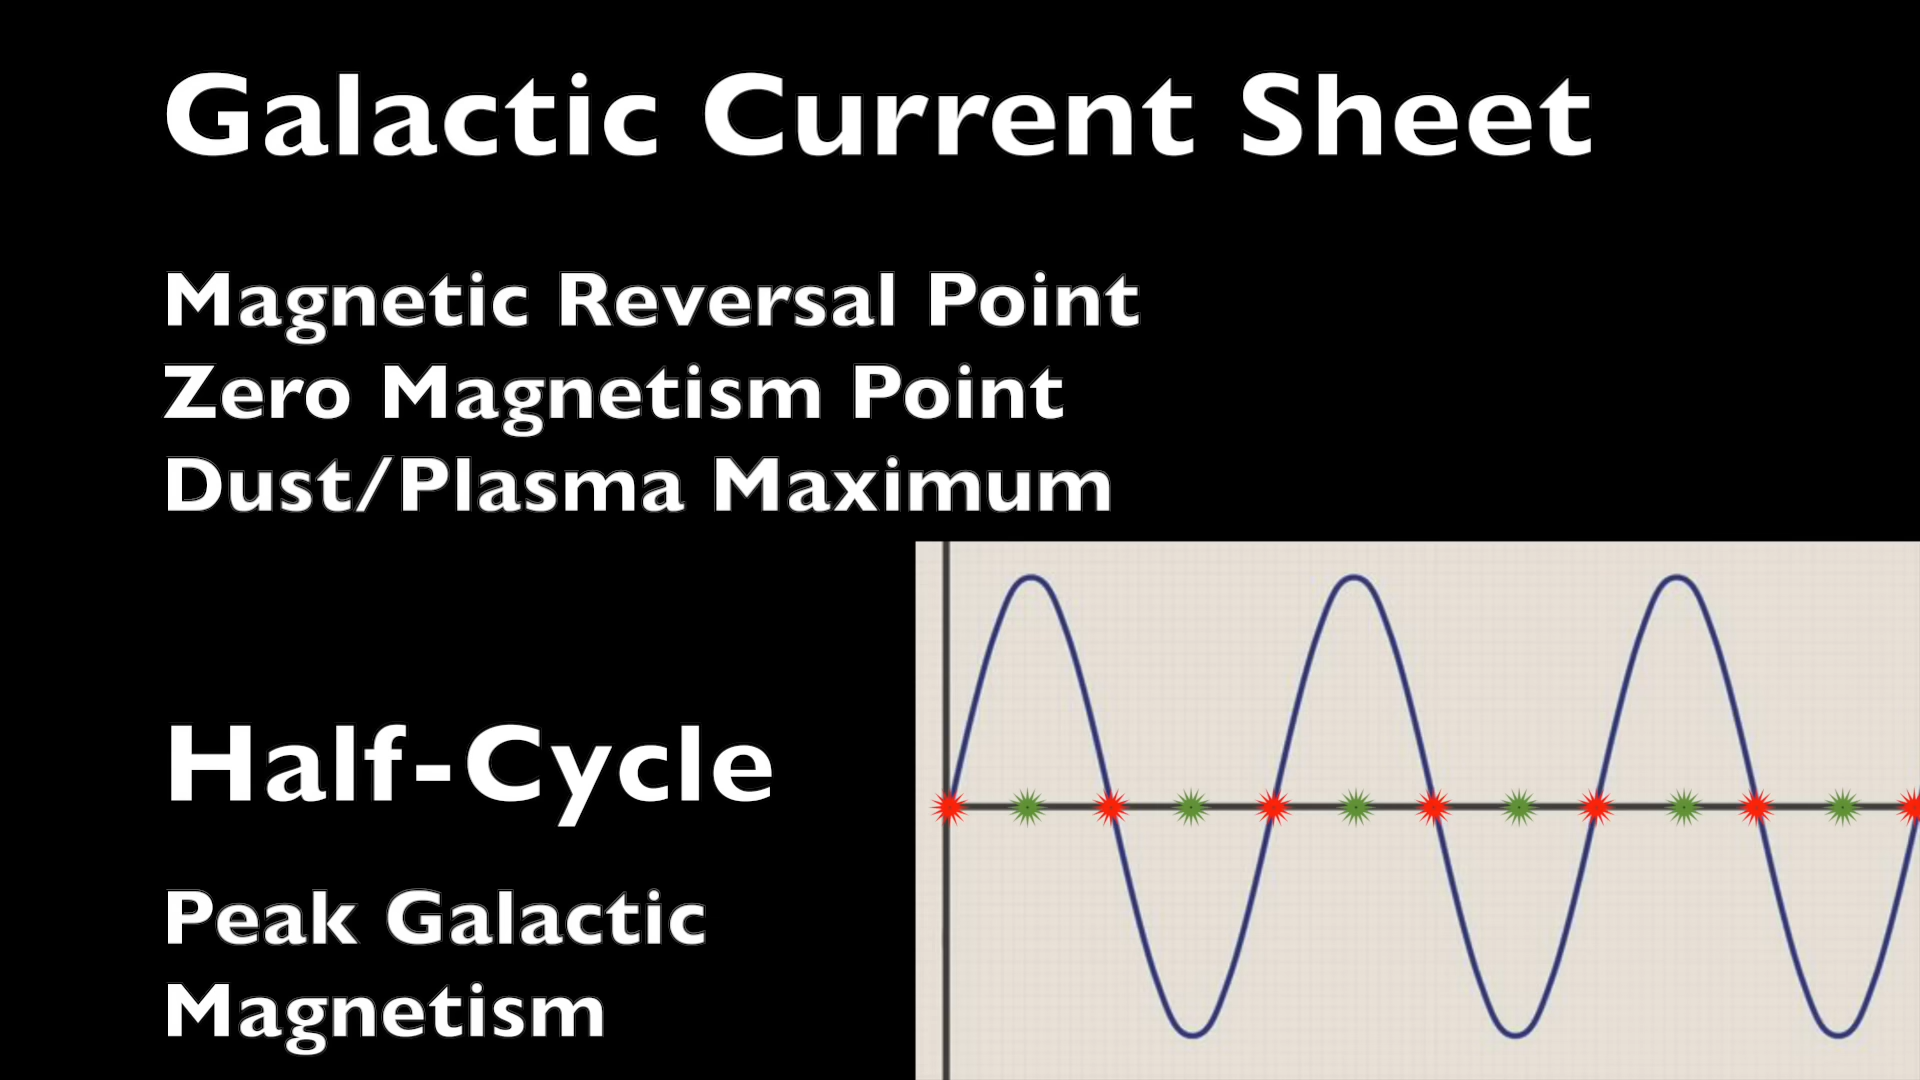 Galactic Current Sheet
Magnetic Reversal Point
Zero Magnetism Point
Dust/Plasma Maximum
Half-Cycle
Peak Galactic
Magnetism